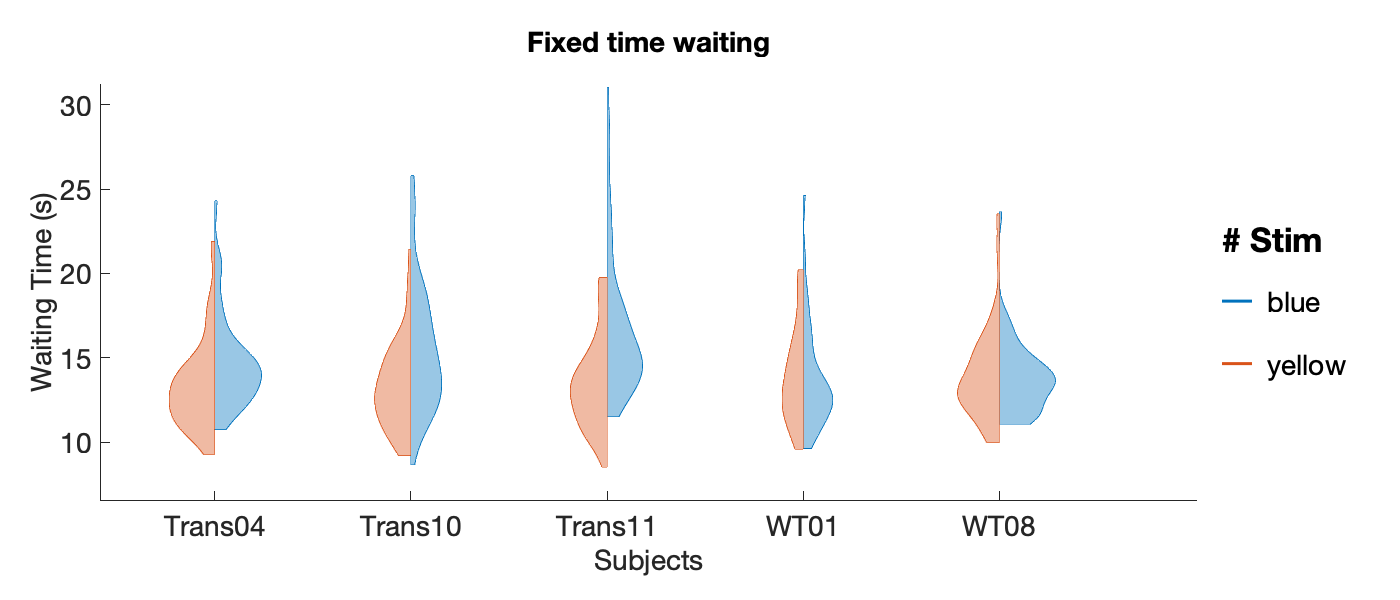 Fixed time waiting
Waiting Time (s)
30
25
20
15
10
Trans04 Trans10 Trans11 WT01 WT08
Subjects
# Stim
blue
yellow